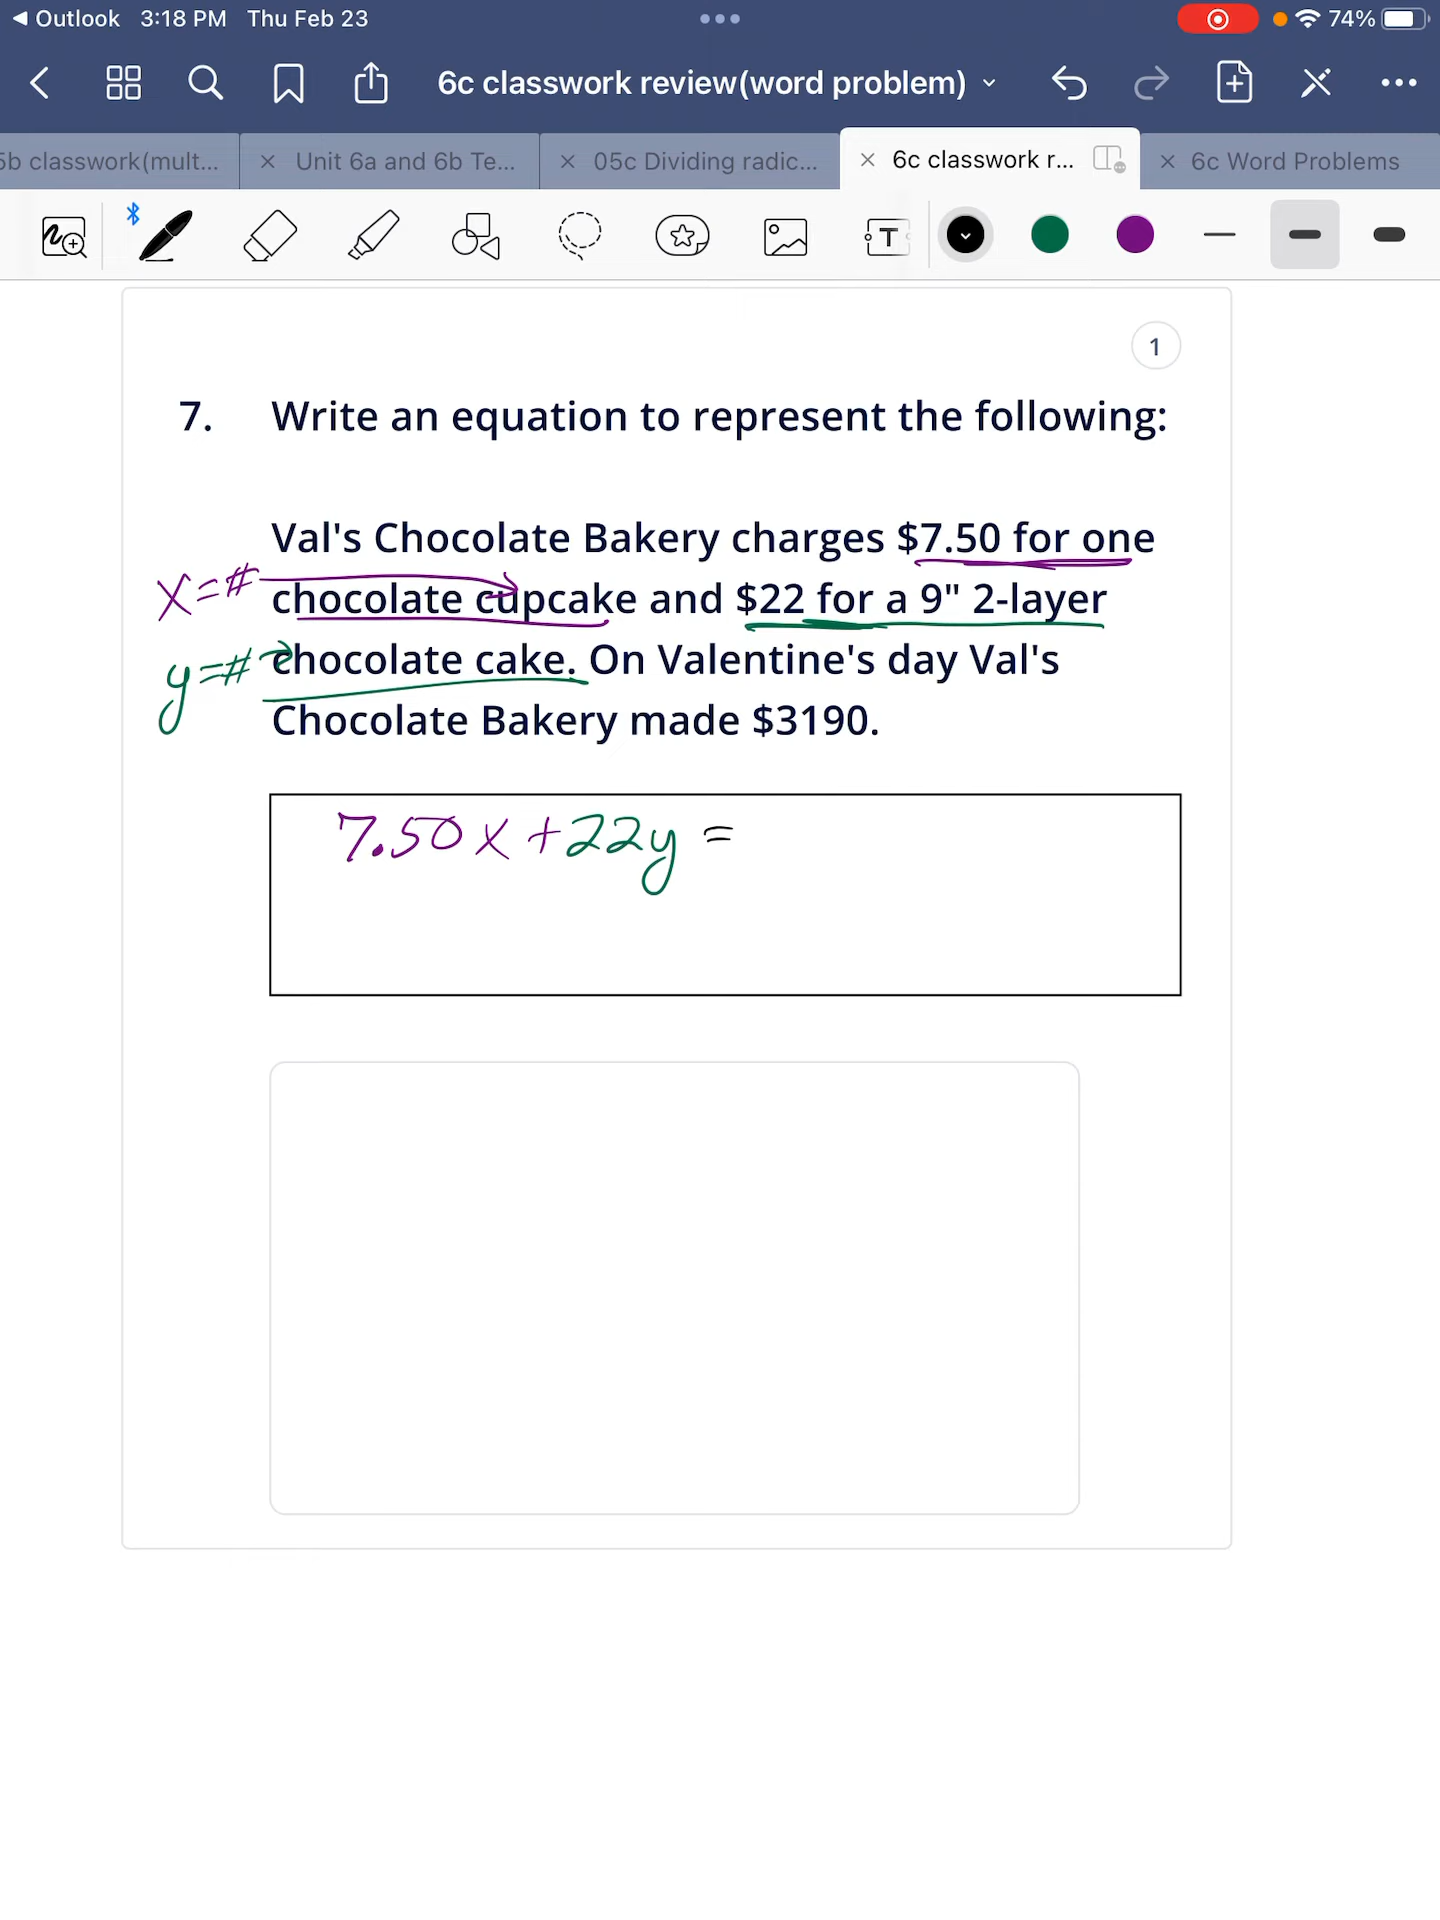 Outlook 3:18 PM Thu Feb 23 74%
6c classwork review(word problem)
5b classwork(mult... Unit 6a and 6b Te... 05c Dividing radic... 6c classwork r... 6c Word Problems
T
1
7. Write an equation to represent the following:
Val's Chocolate Bakery charges $7.50 for one
x=# chocolate cupcake and $22 for a 9" 2-layer
y=# chocolate cake. On Valentine's day Val's
Chocolate Bakery made $3190.
7.50x+22y =